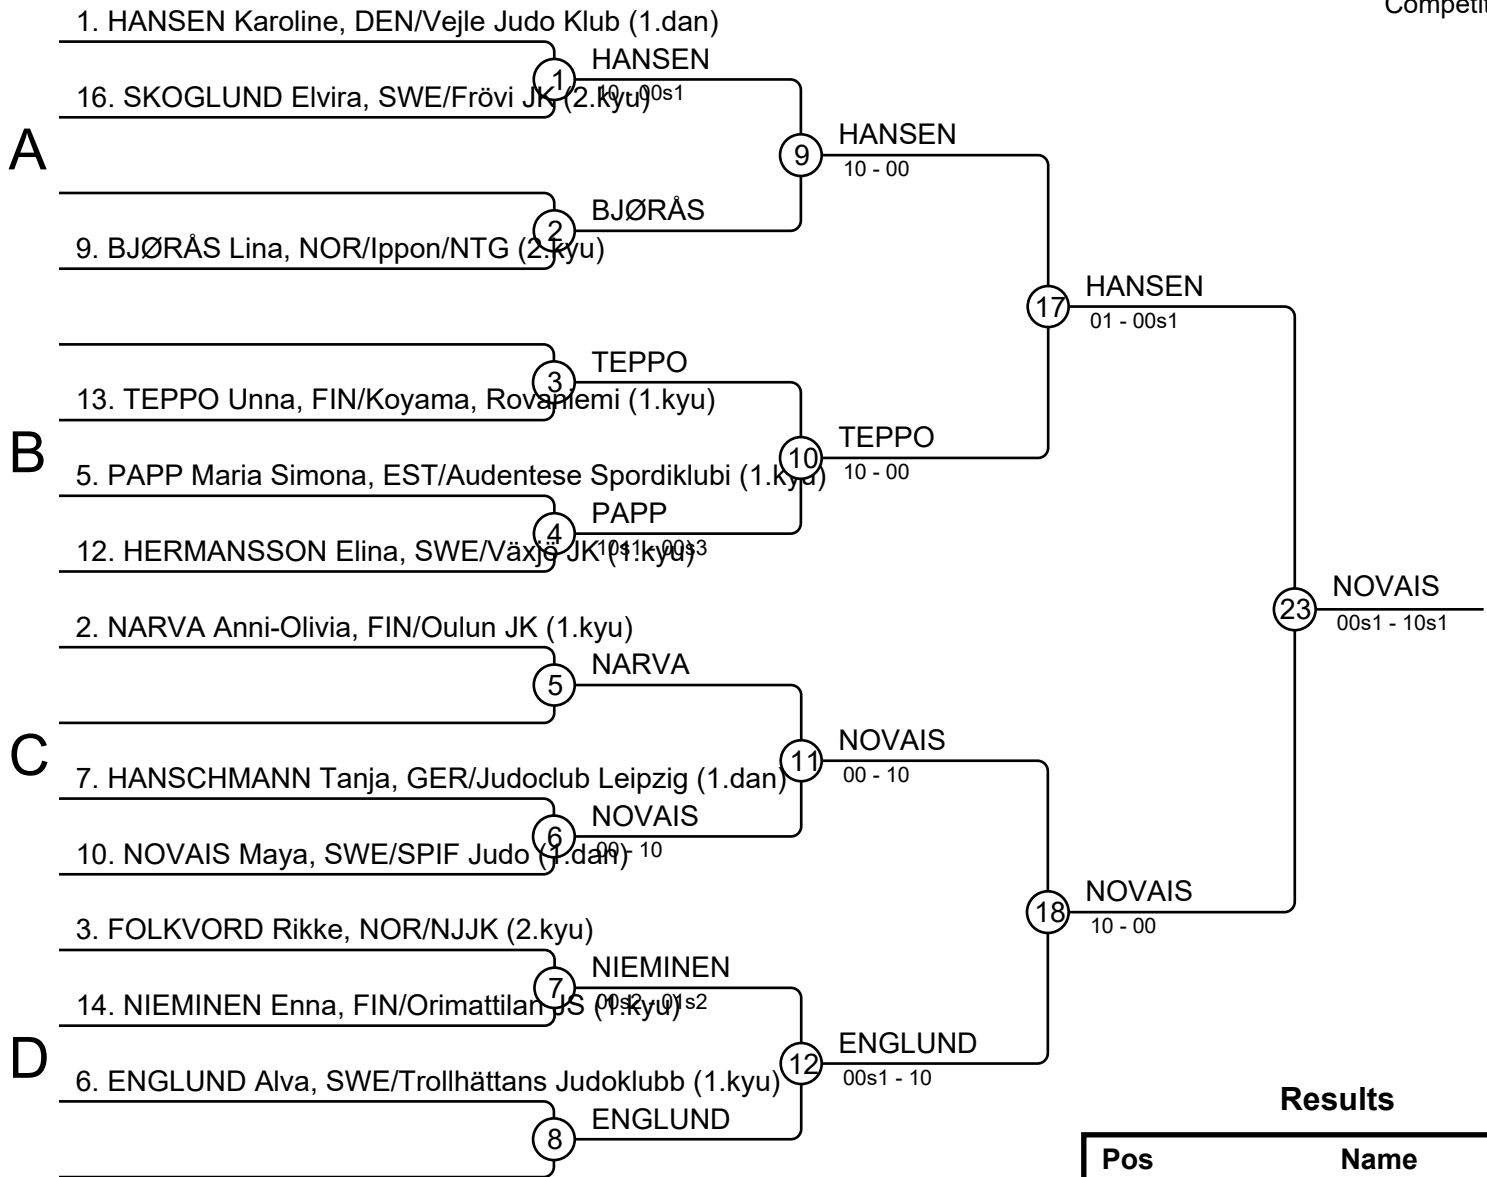 Competit
1. HANSEN Karoline, DEN/Vejle Judo Klub (1.dan)
HANSEN
1
10 - 00s1
16. SKOGLUND Elvira, SWE/Frövi JK (2.kyu)
A
HANSEN
9
10 - 00
BJØRÅS
2
9. BJØRÅS Lina, NOR/Ippon/NTG (2.kyu)
HANSEN
17
01 - 00s1
TEPPO
3
13. TEPPO Unna, FIN/Koyama, Rovaniemi (1.kyu)
B
TEPPO
10
10 - 00
5. PAPP Maria Simona, EST/Audentese Spordiklubi (1.kyu)
PAPP
4
10s1 - 00s3
12. HERMANSSON Elina, SWE/Växjö JK (1.kyu)
NOVAIS
23
00s1 - 10s1
2. NARVA Anni-Olivia, FIN/Oulun JK (1.kyu)
NARVA
5
C
NOVAIS
11
00 - 10
7. HANSCHMANN Tanja, GER/Judoclub Leipzig (1.dan)
NOVAIS
6
00 - 10
10. NOVAIS Maya, SWE/SPIF Judo (1.dan)
NOVAIS
18
10 - 00
3. FOLKVORD Rikke, NOR/NJJK (2.kyu)
NIEMINEN
7
00s2 - 01s2
14. NIEMINEN Enna, FIN/Orimattilan JS (1.kyu)
D
ENGLUND
12
00s1 - 10
6. ENGLUND Alva, SWE/Trollhättans Judoklubb (1.kyu)
ENGLUND
8
Results
Pos Name